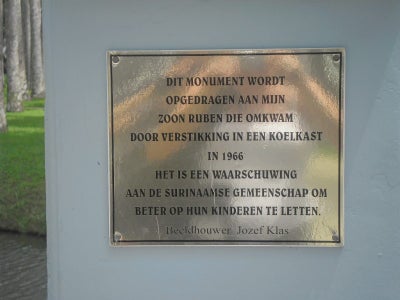 DIT MONUMENT WORDT
OPGEDRAGEN AAN MIJN
ZOON RUBEN DIE OMKWAM
DOOR VERSTIKKING IN EEN KOELKAST
IN 1966
HET IS EEN WAARSCHUWING
AAN DE SURINAAMSE GEMEENSCHAP OM
BETER OP HUN KINDEREN TE LETTEN.
Beeldhouwer Jozef Klas